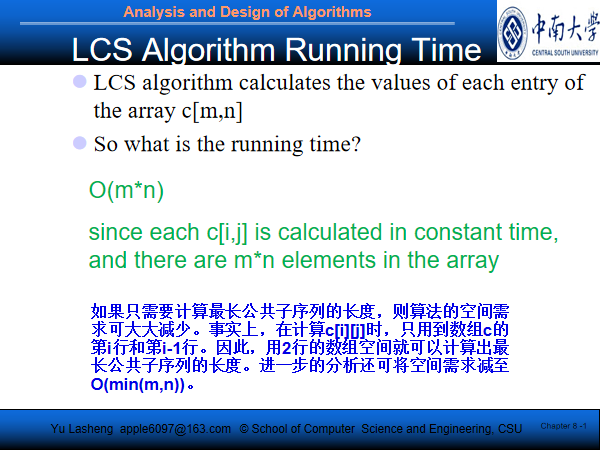 Analysis and Design of Algorithms
LCS Algorithm Running Time
中南大学
CENTRAL SOUTH UNIVERSITY
LCS algorithm calculates the values of each entry of
the array c[m,n]
So what is the running time?
O(m*n)
since each c[i,j] is calculated in constant time,
and there are m*n elements in the array
如果只需要计算最长公共子序列的长度，则算法的空间需
求可大大减少。事实上，在计算c[i][j]时，只用到数组c的
第i行和第i-1行。因此，用2行的数组空间就可以计算出最
长公共子序列的长度。进一步的分析还可将空间需求减至
O(min(m,n))。
Yu Lasheng apple6097@163.com © School of Computer Science and Engineering, CSU
Chapter 8 -1